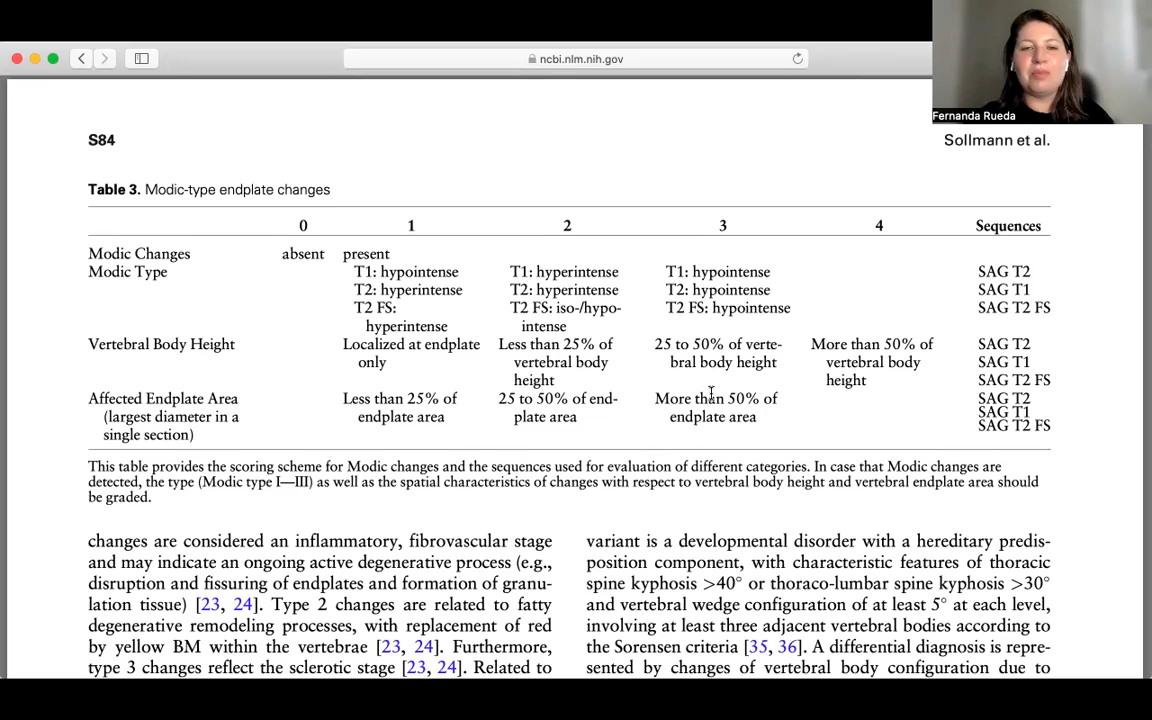 ncbi.nlm.nih.gov
Fernanda Rueda
S84
Sollmann et al.
Table 3. Modic-type endplate changes
0 1 2 3 4 Sequences
Modic Changes absent present
Modic Type T1: hypointense T1: hyperintense T1: hypointense SAG T2
T2: hyperintense T2: hyperintense T2: hypointense SAG T1
T2 FS: T2 FS: iso-/hypo- T2 FS: hypointense SAG T2 FS
hyperintense intense
Vertebral Body Height Localized at endplate Less than 25% of 25 to 50% of verte- More than 50% of SAG T2
only vertebral body bral body height vertebral body SAG T1
height height SAG T2 FS
Affected Endplate Area Less than 25% of 25 to 50% of end- More than 50% of SAG T2
(largest diameter in a endplate area plate area endplate area SAG T1
single section) SAG T2 FS
This table provides the scoring scheme for Modic changes and the sequences used for evaluation of different categories. In case that Modic changes are
detected, the type (Modic type I—III) as well as the spatial characteristics of changes with respect to vertebral body height and vertebral endplate area should
be graded.
changes are considered an inflammatory, fibrovascular stage
and may indicate an ongoing active degenerative process (e.g.,
disruption and fissuring of endplates and formation of granu-
lation tissue) [23, 24]. Type 2 changes are related to fatty
degenerative remodeling processes, with replacement of red
by yellow BM within the vertebrae [23, 24]. Furthermore,
type 3 changes reflect the sclerotic stage [23, 24]. Related to
variant is a developmental disorder with a hereditary predis-
position component, with characteristic features of thoracic
spine kyphosis >40° or thoraco-lumbar spine kyphosis >30°
and vertebral wedge configuration of at least 5° at each level,
involving at least three adjacent vertebral bodies according to
the Sorensen criteria [35, 36]. A differential diagnosis is repre-
sented by changes of vertebral body configuration due to